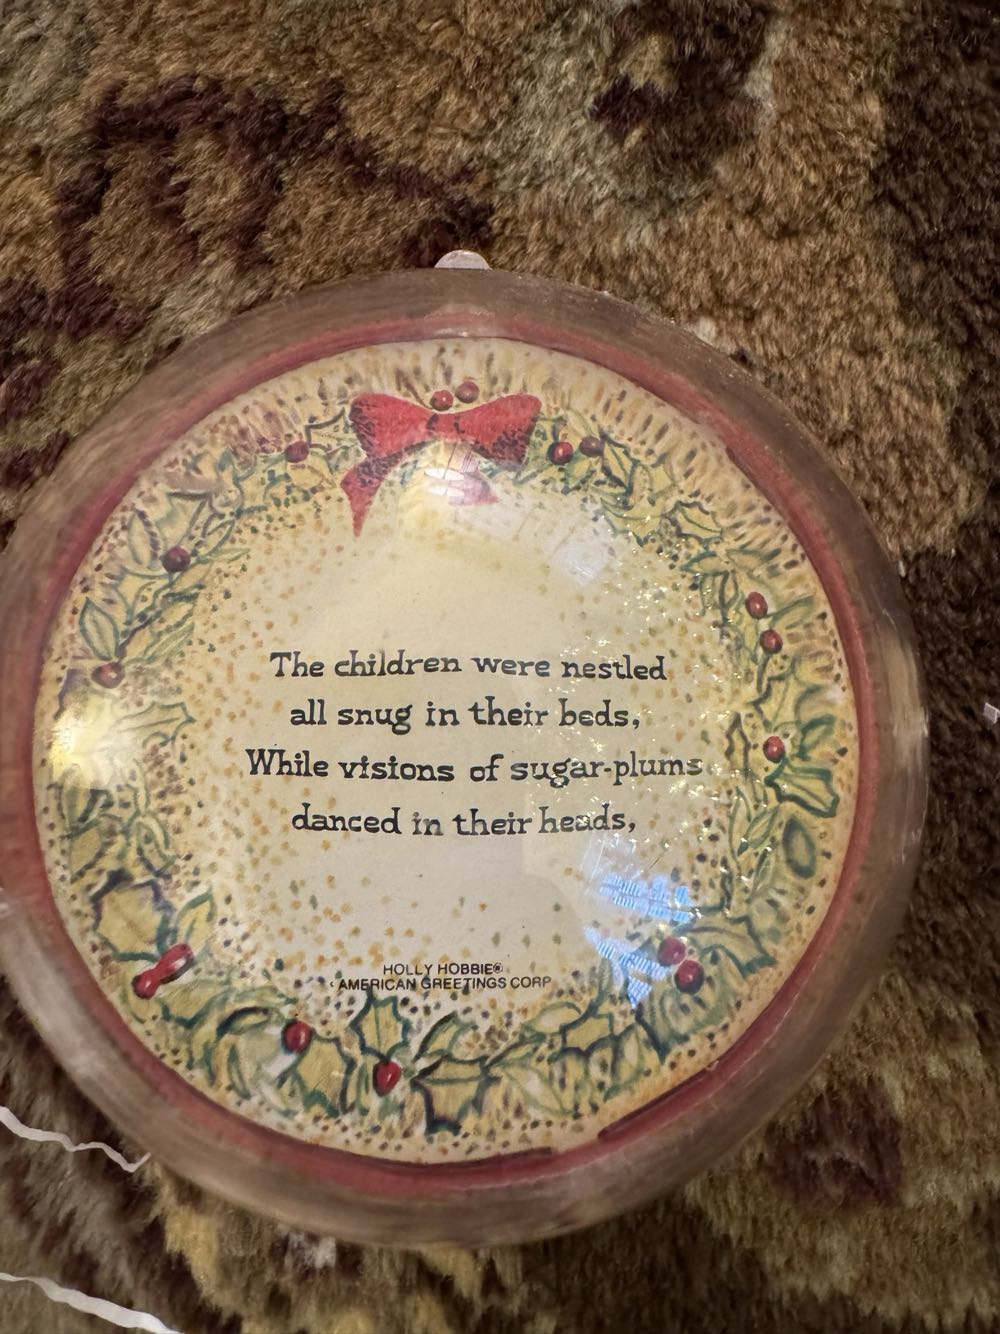 The children were nestled
all snug in their beds,
While visions of sugar-plums
danced in their heads,
HOLLY HOBBIE®
AMERICAN GREETINGS CORP